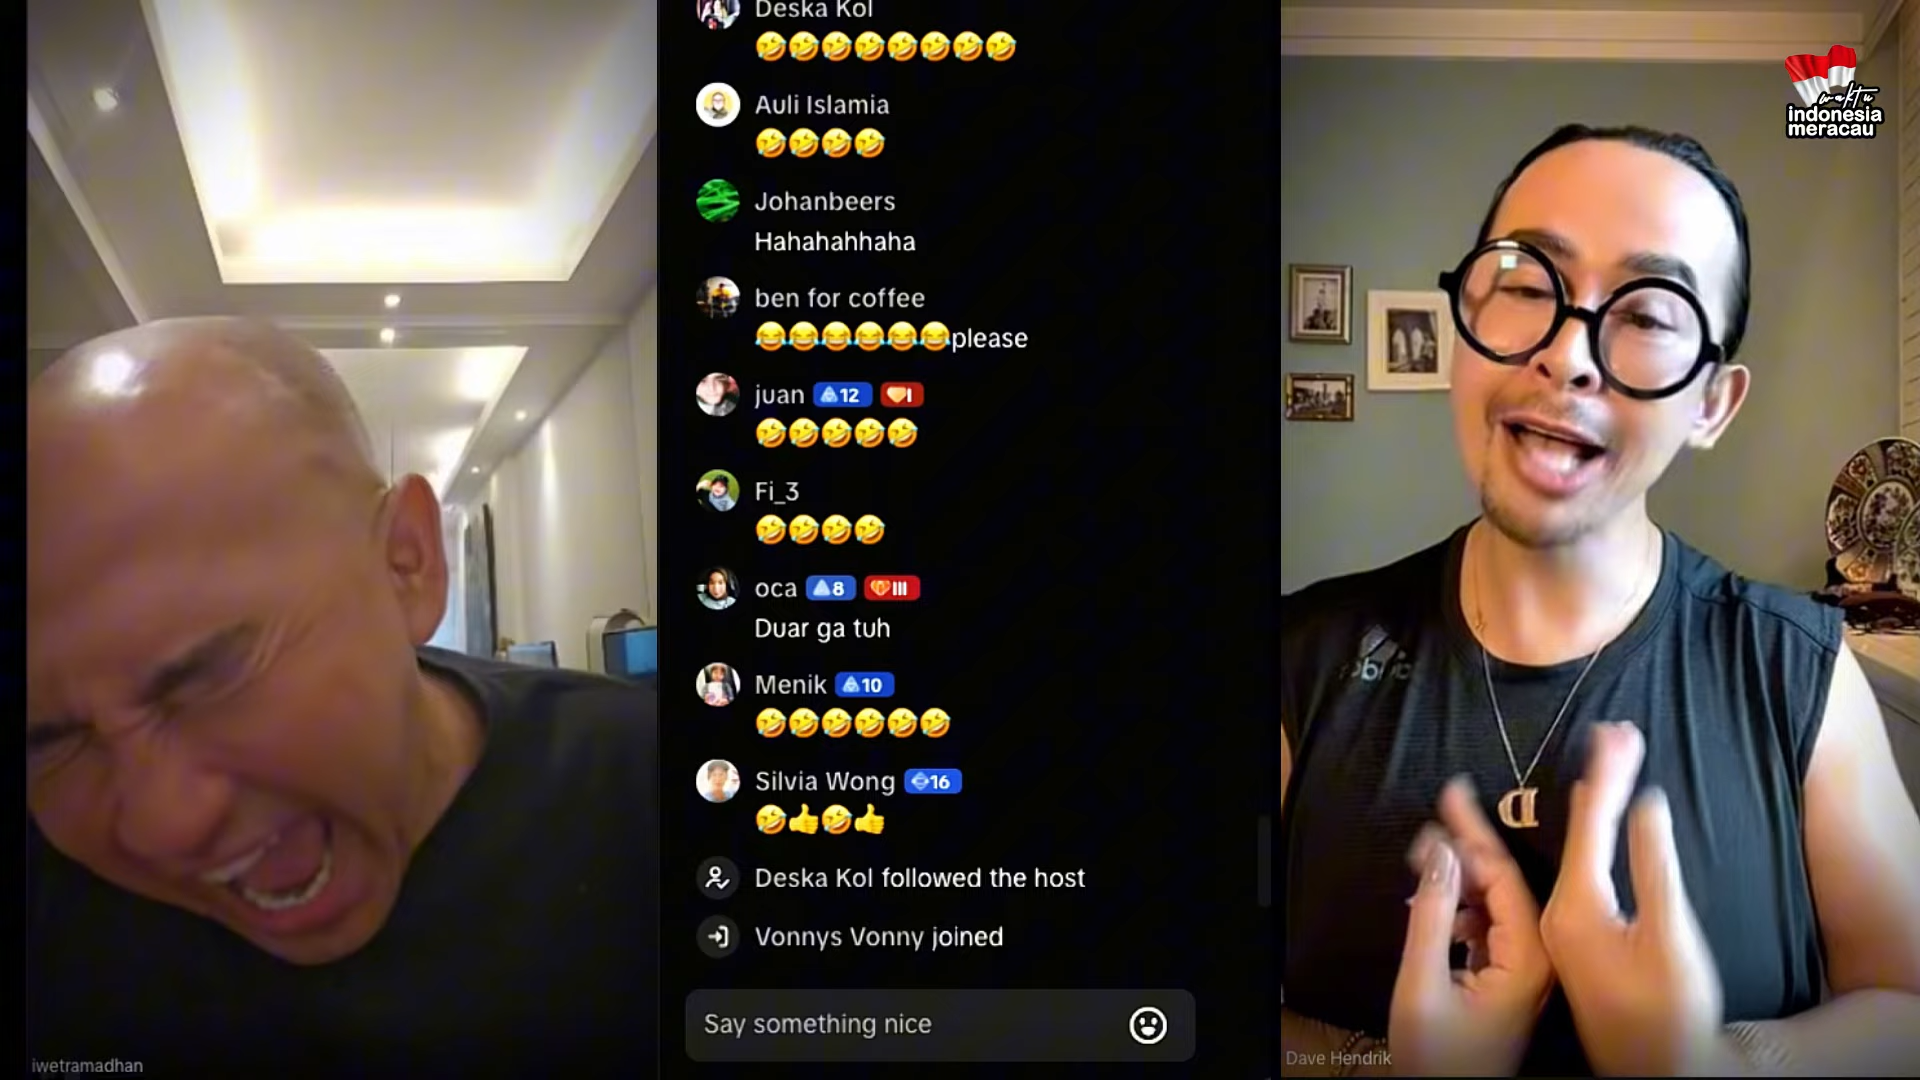 Deska Kol
🤣🤣🤣🤣🤣🤣🤣🤣
Auli Islamia
🤣🤣🤣🤣
Johanbeers
Hahahahhaha
ben for coffee
😂😂😂😂😂😂please
juan 12 I
🤣🤣🤣🤣🤣
Fi_3
🤣🤣🤣🤣
oca 8 III
Duar ga tuh
Menik 10
🤣🤣🤣🤣🤣🤣
Silvia Wong 16
🤣👍🤣👍
Deska Kol followed the host
Vonnys Vonny joined
Say something nice
iwetramadhan
waktu
indonesia
meracau
D
Dave Hendrik